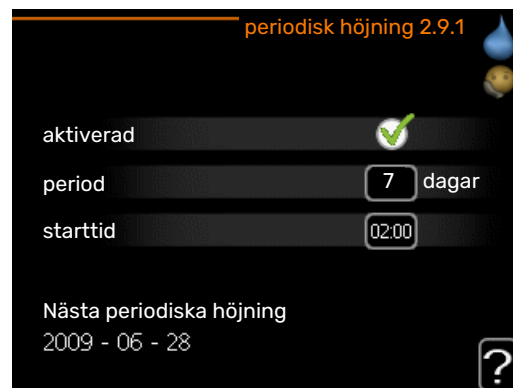 periodisk höjning 2.9.1
aktiverad
period 7 dagar
starttid 02:00
Nästa periodiska höjning
2009 - 06 - 28
?